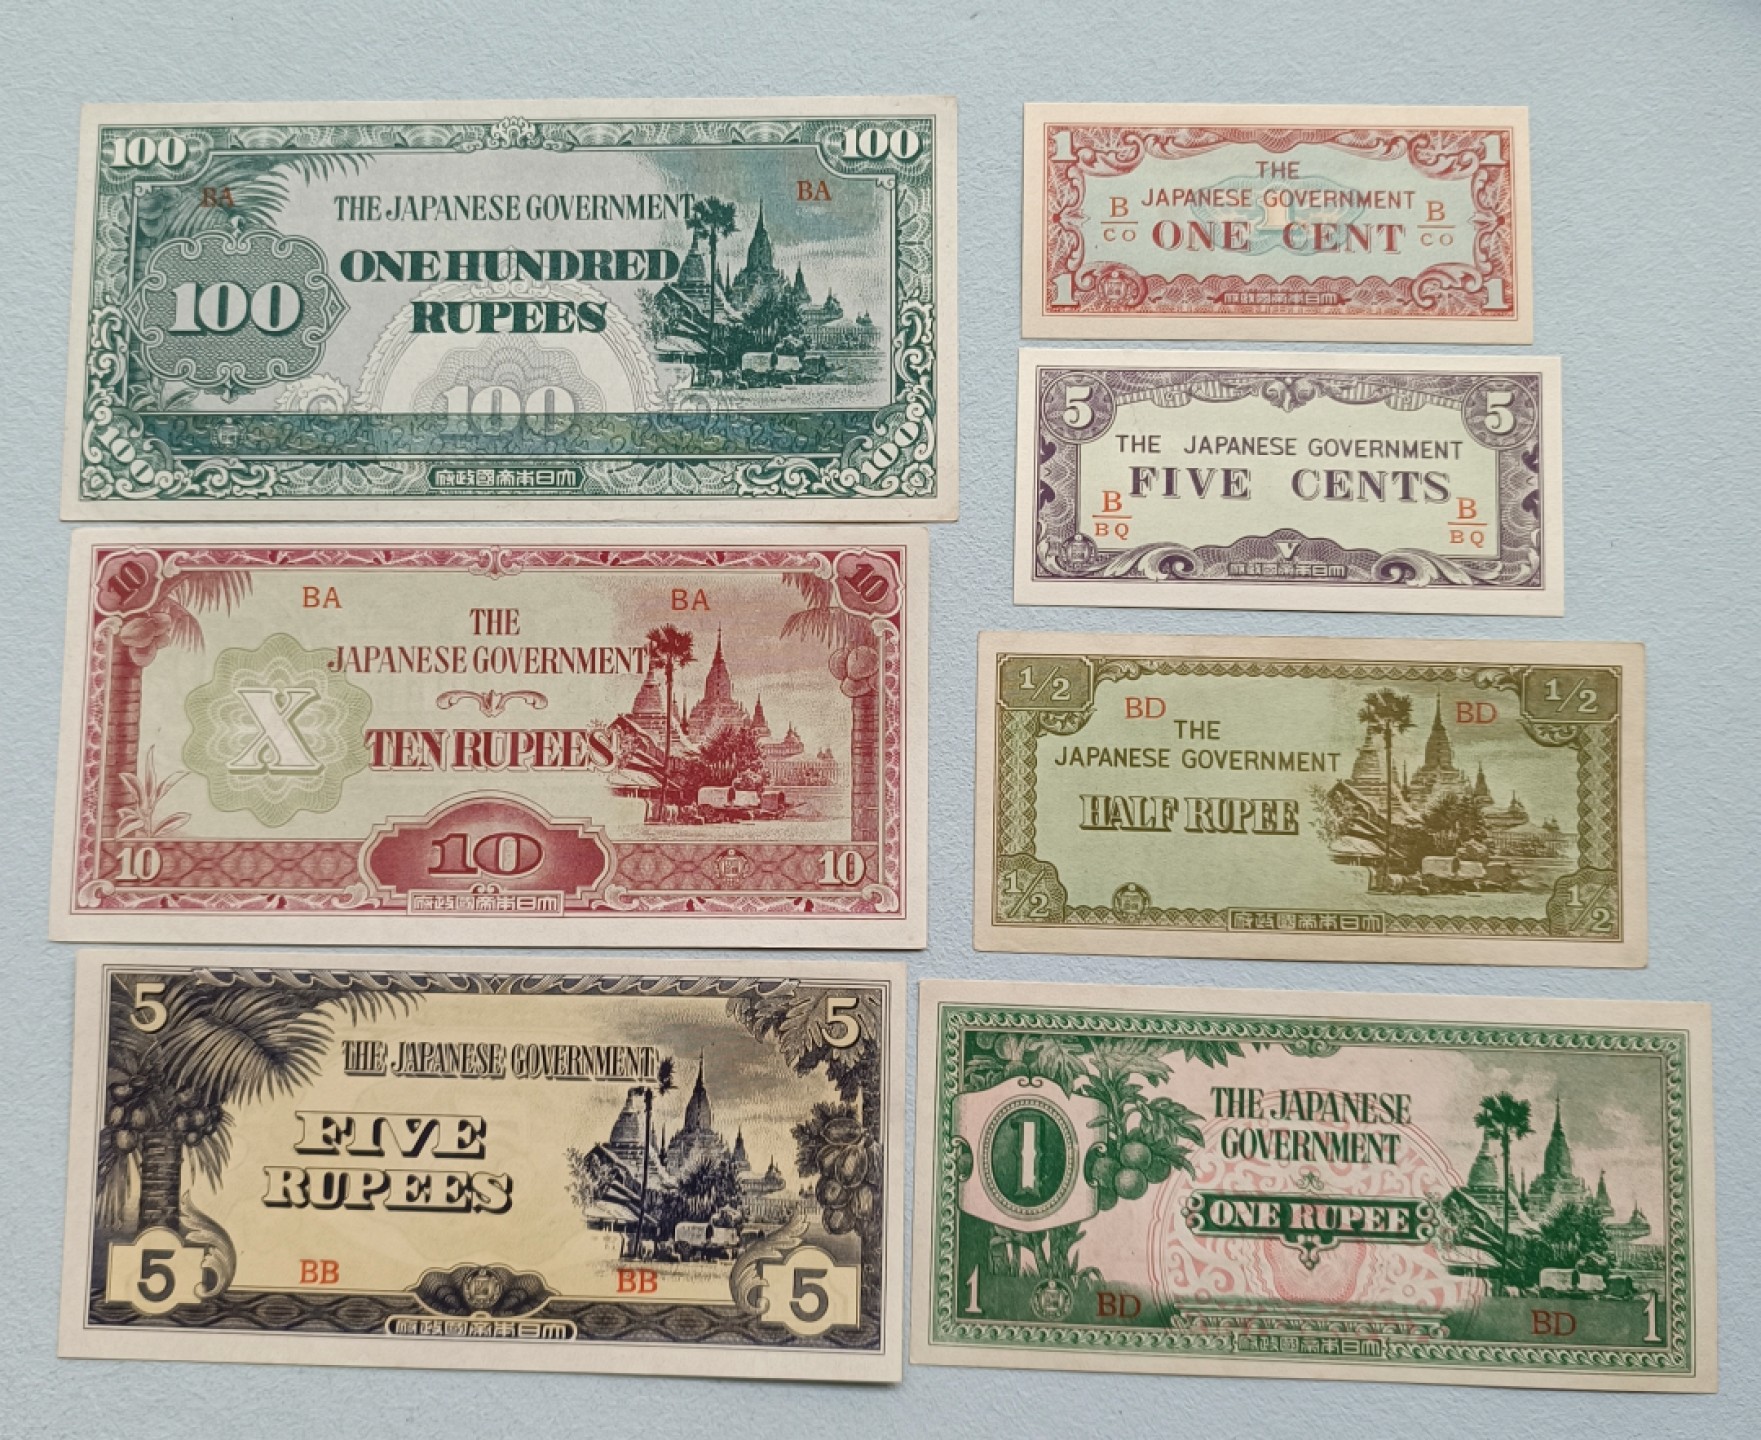 100 100
BA BA
THE JAPANESE GOVERNMENT
ONE HUNDRED
100
RUPEES
100
100 100
府政國帝本日大
10 10
BA BA
THE
JAPANESE GOVERNMENT
X
TEN RUPEES
10 10 10
府政國帝本日大
5 5
THE JAPANESE GOVERNMENT
FIVE
RUPEES
BB BB
5 5
府政國帝本日大
1 1
THE
JAPANESE GOVERNMENT
B B
1
CO CO
ONE CENT
1 1
府政國帝本日大
5 5
THE JAPANESE GOVERNMENT
FIVE CENTS
B B
BQ BQ
V
府政國帝本日大
1/2 1/2
BD BD
THE
JAPANESE GOVERNMENT
HALF RUPEE
1/2 1/2
府政國帝本日大
THE JAPANESE
GOVERNMENT
1
ONE RUPEE
1 BD BD 1
府政國帝本日大